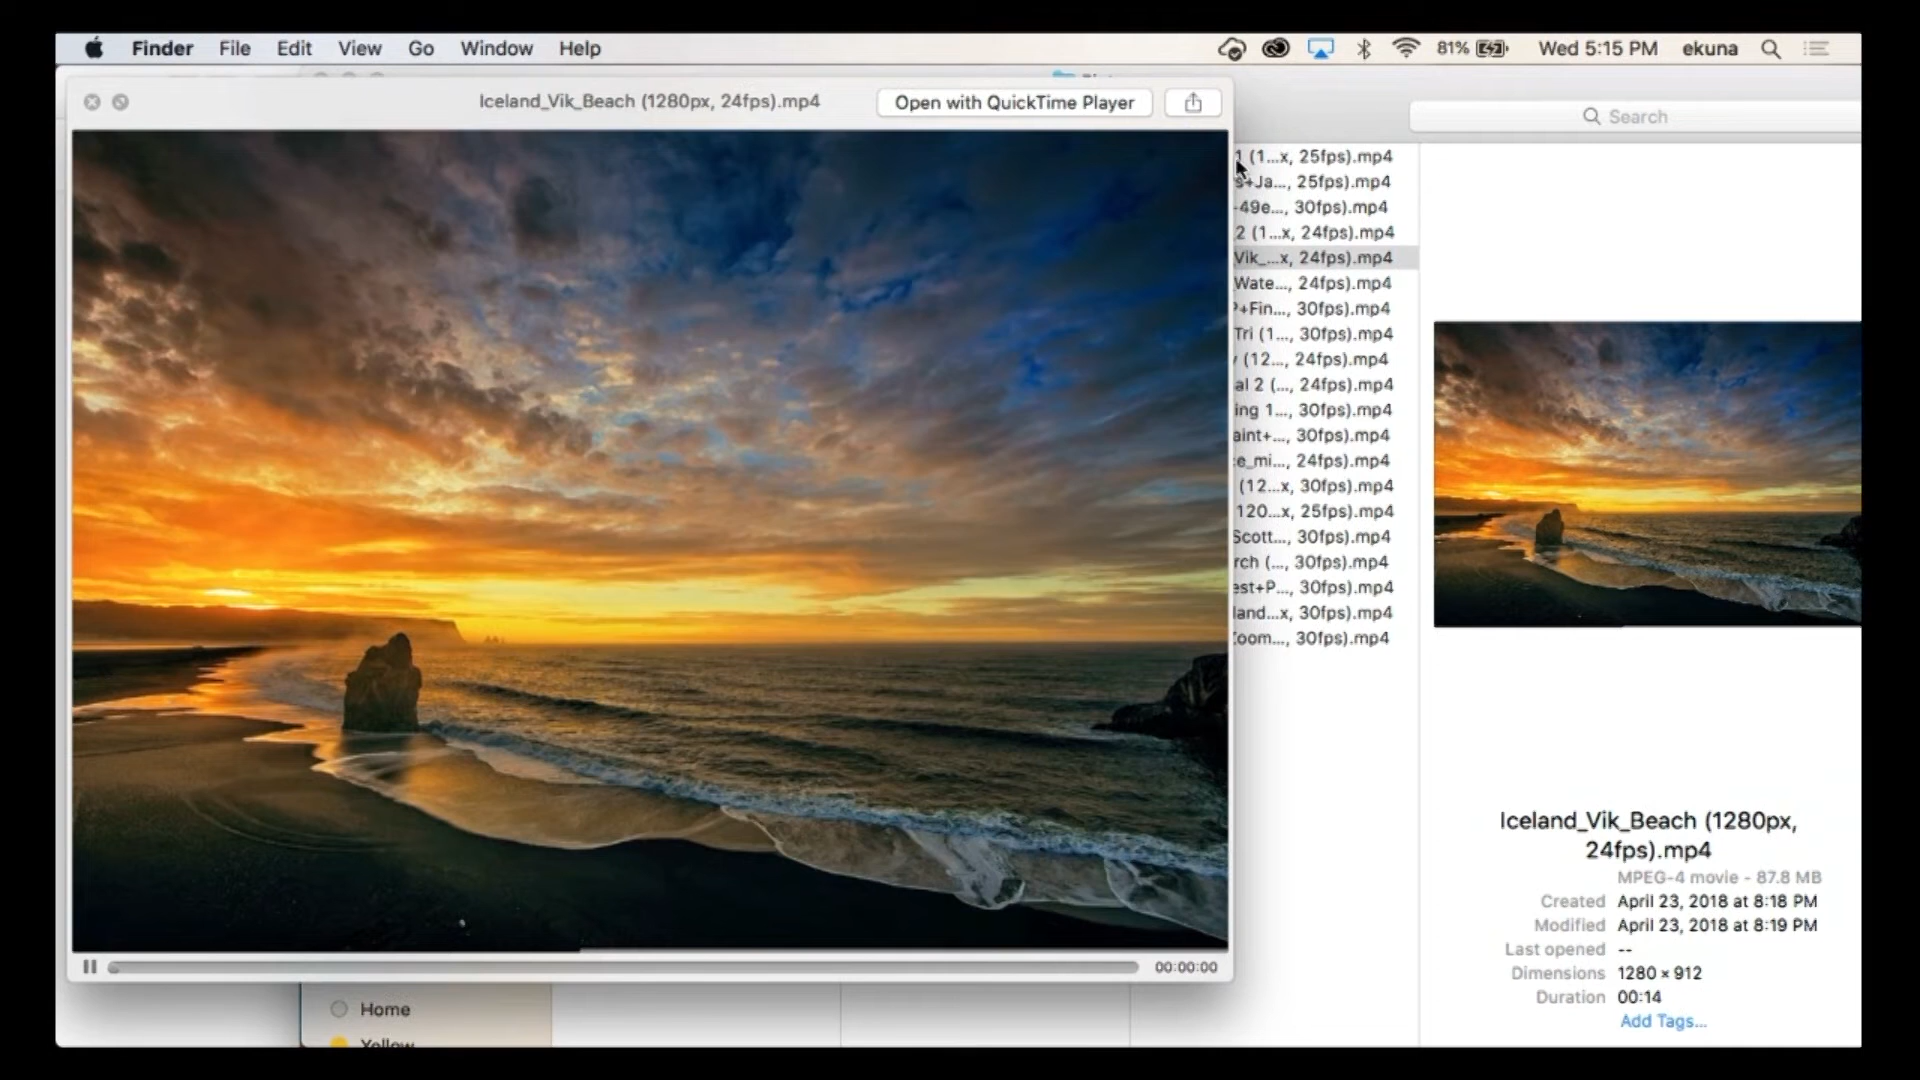 Finder File Edit View Go Window Help 81% Wed 5:15 PM ekuna
Iceland_Vik_Beach (1280px, 24fps).mp4 Open with QuickTime Player
Search
1 (1...x, 25fps).mp4
s+Ja..., 25fps).mp4
-49e..., 30fps).mp4
2 (1...x, 24fps).mp4
Vik_...x, 24fps).mp4
Wate..., 24fps).mp4
+Fin..., 30fps).mp4
Tri (1..., 30fps).mp4
(12..., 24fps).mp4
al 2 (..., 24fps).mp4
ing 1..., 30fps).mp4
aint+..., 30fps).mp4
e_mi..., 24fps).mp4
(12...x, 30fps).mp4
120...x, 25fps).mp4
Scott..., 30fps).mp4
rch (..., 30fps).mp4
est+P..., 30fps).mp4
land...x, 30fps).mp4
oom..., 30fps).mp4
Iceland_Vik_Beach (1280px,
24fps).mp4
MPEG-4 movie - 87.8 MB
Created April 23, 2018 at 8:18 PM
Modified April 23, 2018 at 8:19 PM
Last opened --
Dimensions 1280 × 912
Duration 00:14
Add Tags...
00:00:00
Home
Yellow